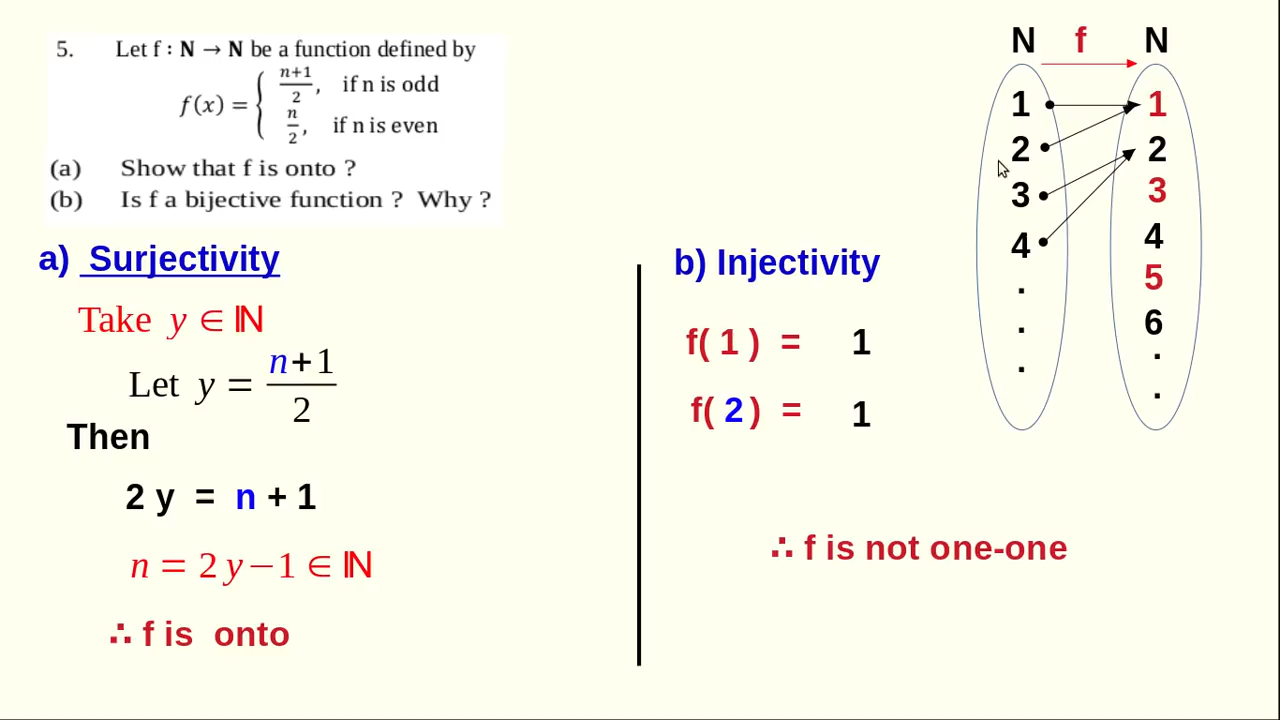 5. Let f : N → N be a function defined by
f(x) = { n+1/2, if n is odd
n/2, if n is even
(a) Show that f is onto ?
(b) Is f a bijective function ? Why ?
a) Surjectivity
Take y ∈ ℕ
Let y = n+1/2
Then
2 y = n + 1
n = 2 y − 1 ∈ ℕ
∴ f is onto
b) Injectivity
f( 1 ) = 1
f( 2 ) = 1
∴ f is not one-one
N f N
1 1
2 2
3 3
4 4
. 5
. 6
. .
.